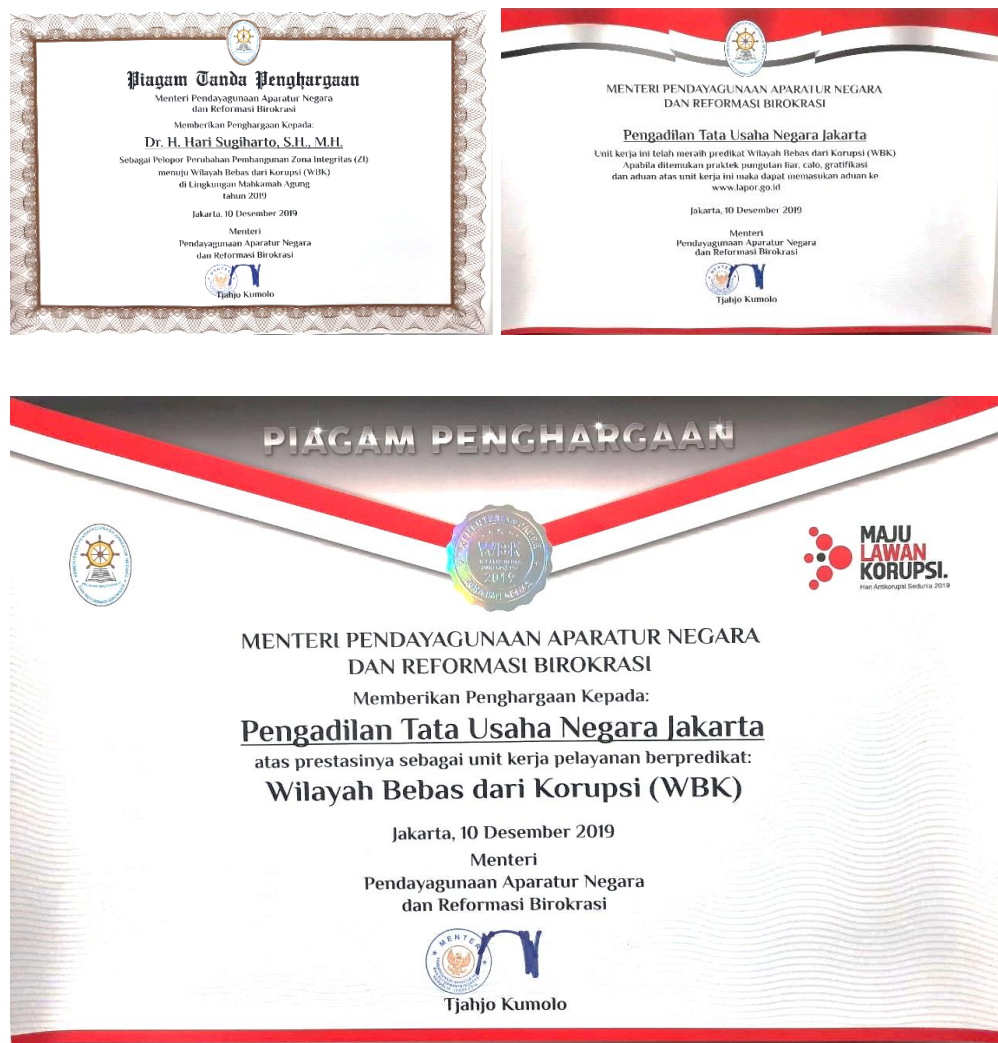 Piagam Tanda Penghargaan
Menteri Pendayagunaan Aparatur Negara
dan Reformasi Birokrasi
Memberikan Penghargaan Kepada:
Dr. H. Hari Sugiharto, S.H., M.H.
Sebagai Pelopor Perubahan Pembangunan Zona Integritas (ZI)
menuju Wilayah Bebas dari Korupsi (WBK)
di Lingkungan Mahkamah Agung
tahun 2019
Jakarta, 10 Desember 2019
Menteri
Pendayagunaan Aparatur Negara
dan Reformasi Birokrasi
Tjahjo Kumolo
MENTERI PENDAYAGUNAAN APARATUR NEGARA
DAN REFORMASI BIROKRASI
Pengadilan Tata Usaha Negara Jakarta
Unit kerja ini telah meraih predikat Wilayah Bebas dari Korupsi (WBK)
Apabila ditemukan praktek pungutan liar, calo, gratifikasi
dan aduan atas unit kerja ini maka dapat memasukan aduan ke
www.lapor.go.id
Jakarta, 10 Desember 2019
Menteri
Pendayagunaan Aparatur Negara
dan Reformasi Birokrasi
Tjahjo Kumolo
PIAGAM PENGHARGAAN
WBK
2019
MAJU
LAWAN
KORUPSI.
Hari Antikorupsi Sedunia 2019
MENTERI PENDAYAGUNAAN APARATUR NEGARA
DAN REFORMASI BIROKRASI
Memberikan Penghargaan Kepada:
Pengadilan Tata Usaha Negara Jakarta
atas prestasinya sebagai unit kerja pelayanan berpredikat:
Wilayah Bebas dari Korupsi (WBK)
Jakarta, 10 Desember 2019
Menteri
Pendayagunaan Aparatur Negara
dan Reformasi Birokrasi
MENTERI
Tjahjo Kumolo